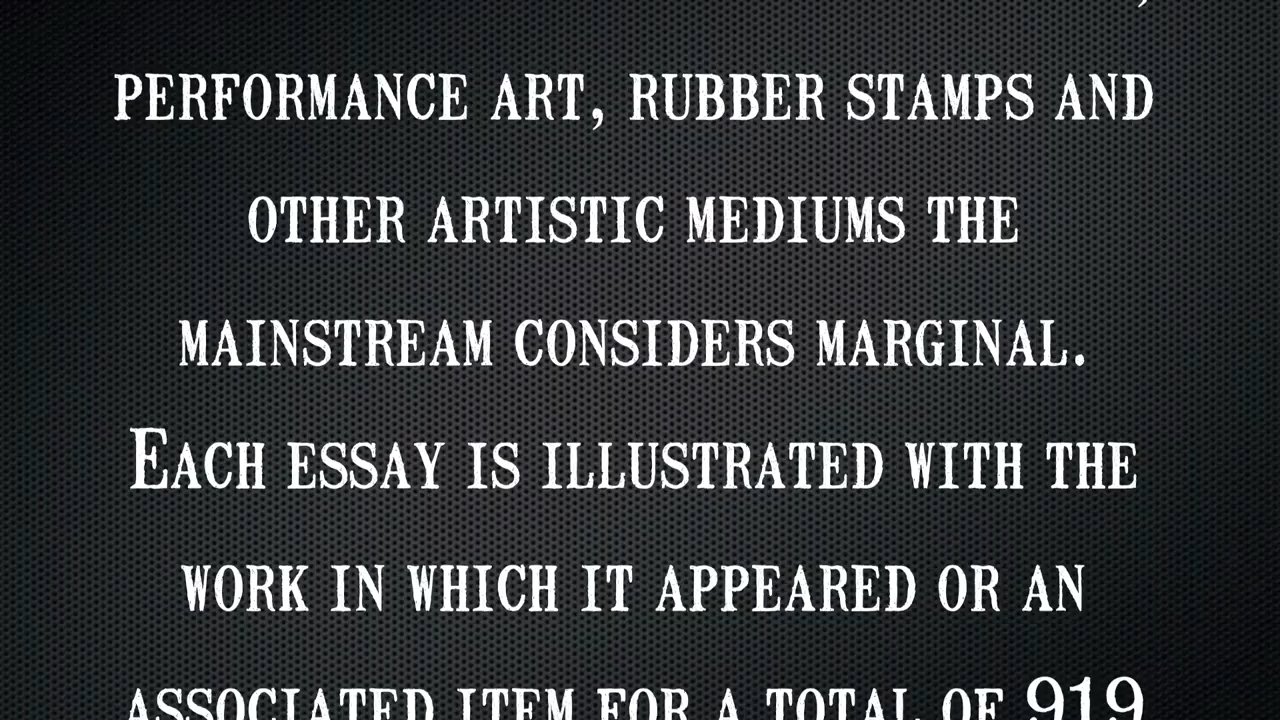 PERFORMANCE ART, RUBBER STAMPS AND
OTHER ARTISTIC MEDIUMS THE
MAINSTREAM CONSIDERS MARGINAL.
EACH ESSAY IS ILLUSTRATED WITH THE
WORK IN WHICH IT APPEARED OR AN
ASSOCIATED ITEM FOR A TOTAL OF 919